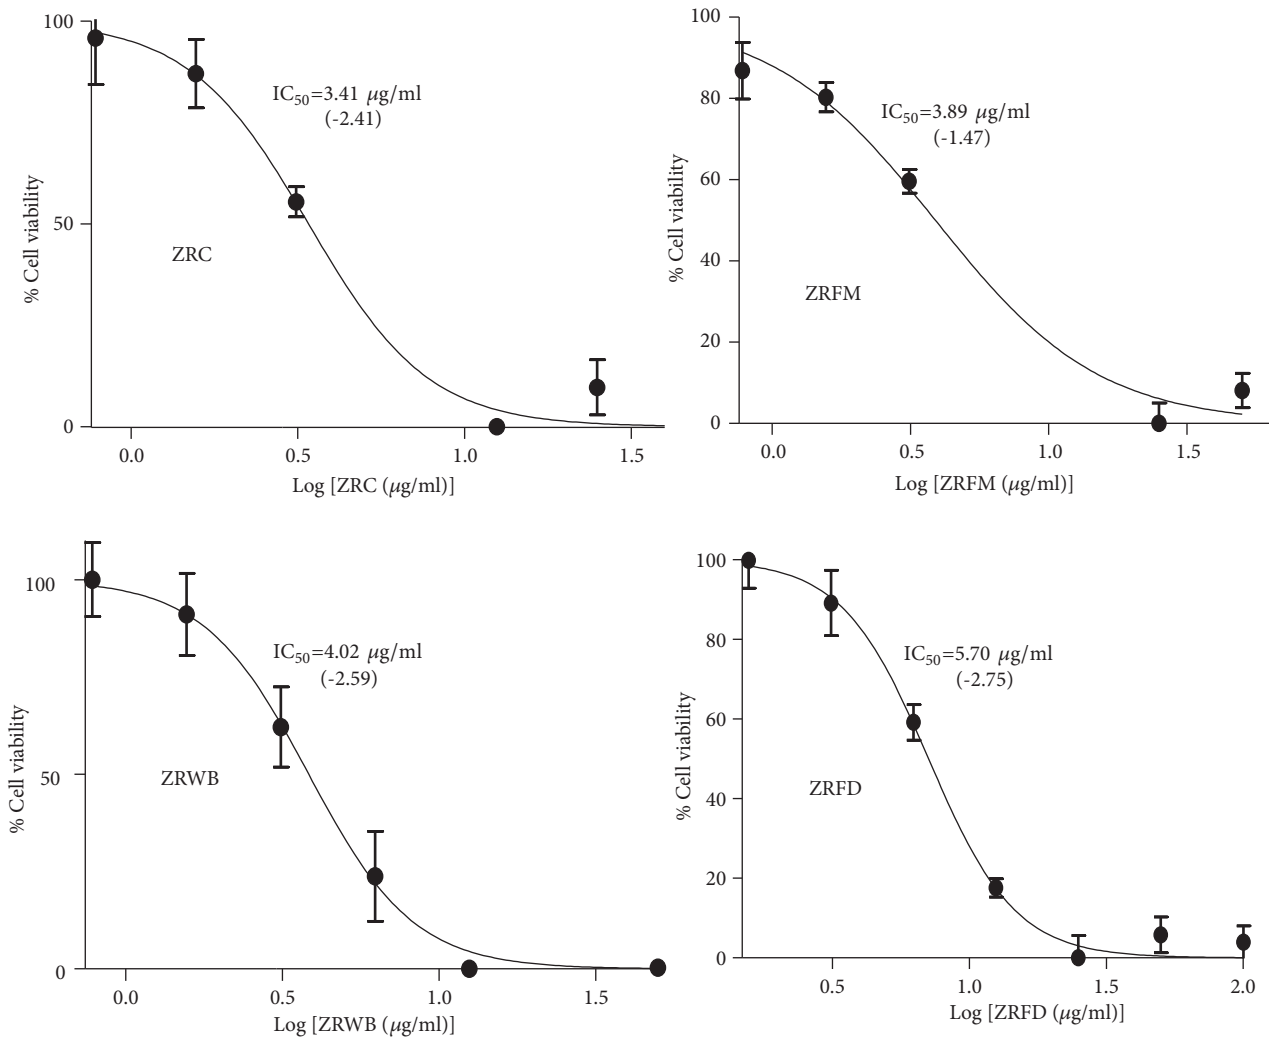 100
50
0
% Cell viability
IC50=3.41 μg/ml
(-2.41)
ZRC
0.0 0.5 1.0 1.5
Log [ZRC (μg/ml)]
100
80
60
40
20
0
% Cell viability
IC50=3.89 μg/ml
(-1.47)
ZRFM
0.0 0.5 1.0 1.5
Log [ZRFM (μg/ml)]
100
50
0
% Cell viability
IC50=4.02 μg/ml
(-2.59)
ZRWB
0.0 0.5 1.0 1.5
Log [ZRWB (μg/ml)]
100
80
60
40
20
0
% Cell viability
IC50=5.70 μg/ml
(-2.75)
ZRFD
0.5 1.0 1.5 2.0
Log [ZRFD (μg/ml)]